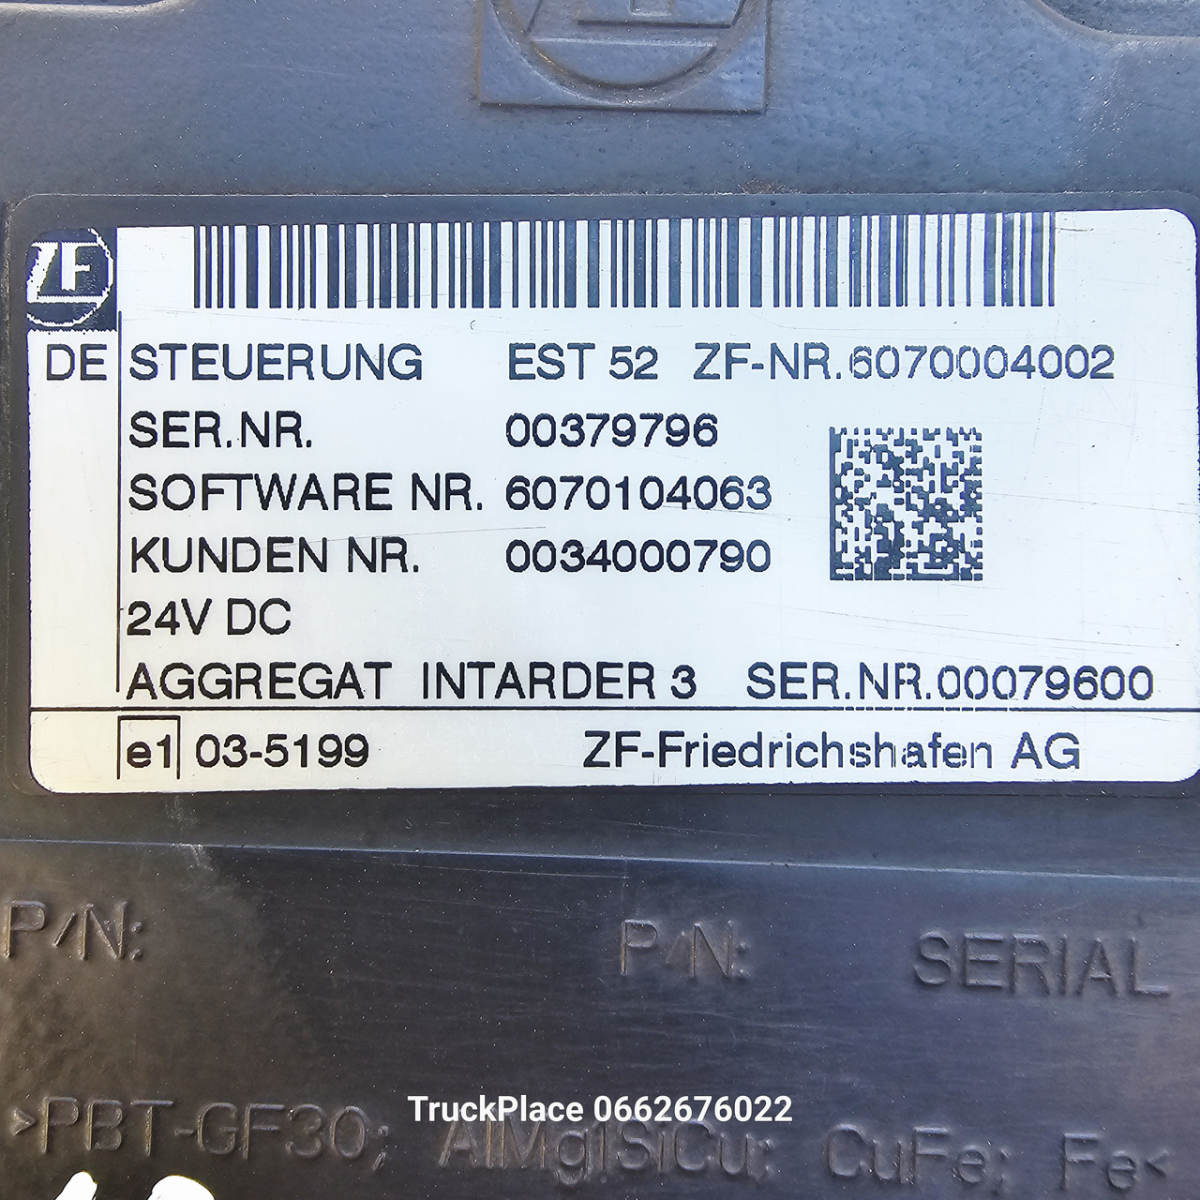 ZF
DE STEUERUNG EST 52 ZF-NR.6070004002
SER.NR. 00379796
SOFTWARE NR. 6070104063
KUNDEN NR. 0034000790
24V DC
AGGREGAT INTARDER 3 SER.NR.00079600
e1 03-5199 ZF-Friedrichshafen AG
P/N: P/N: SERIAL
TruckPlace 0662676022
>PBT-GF30; AlMg1SiCu; CuFe; Fe<